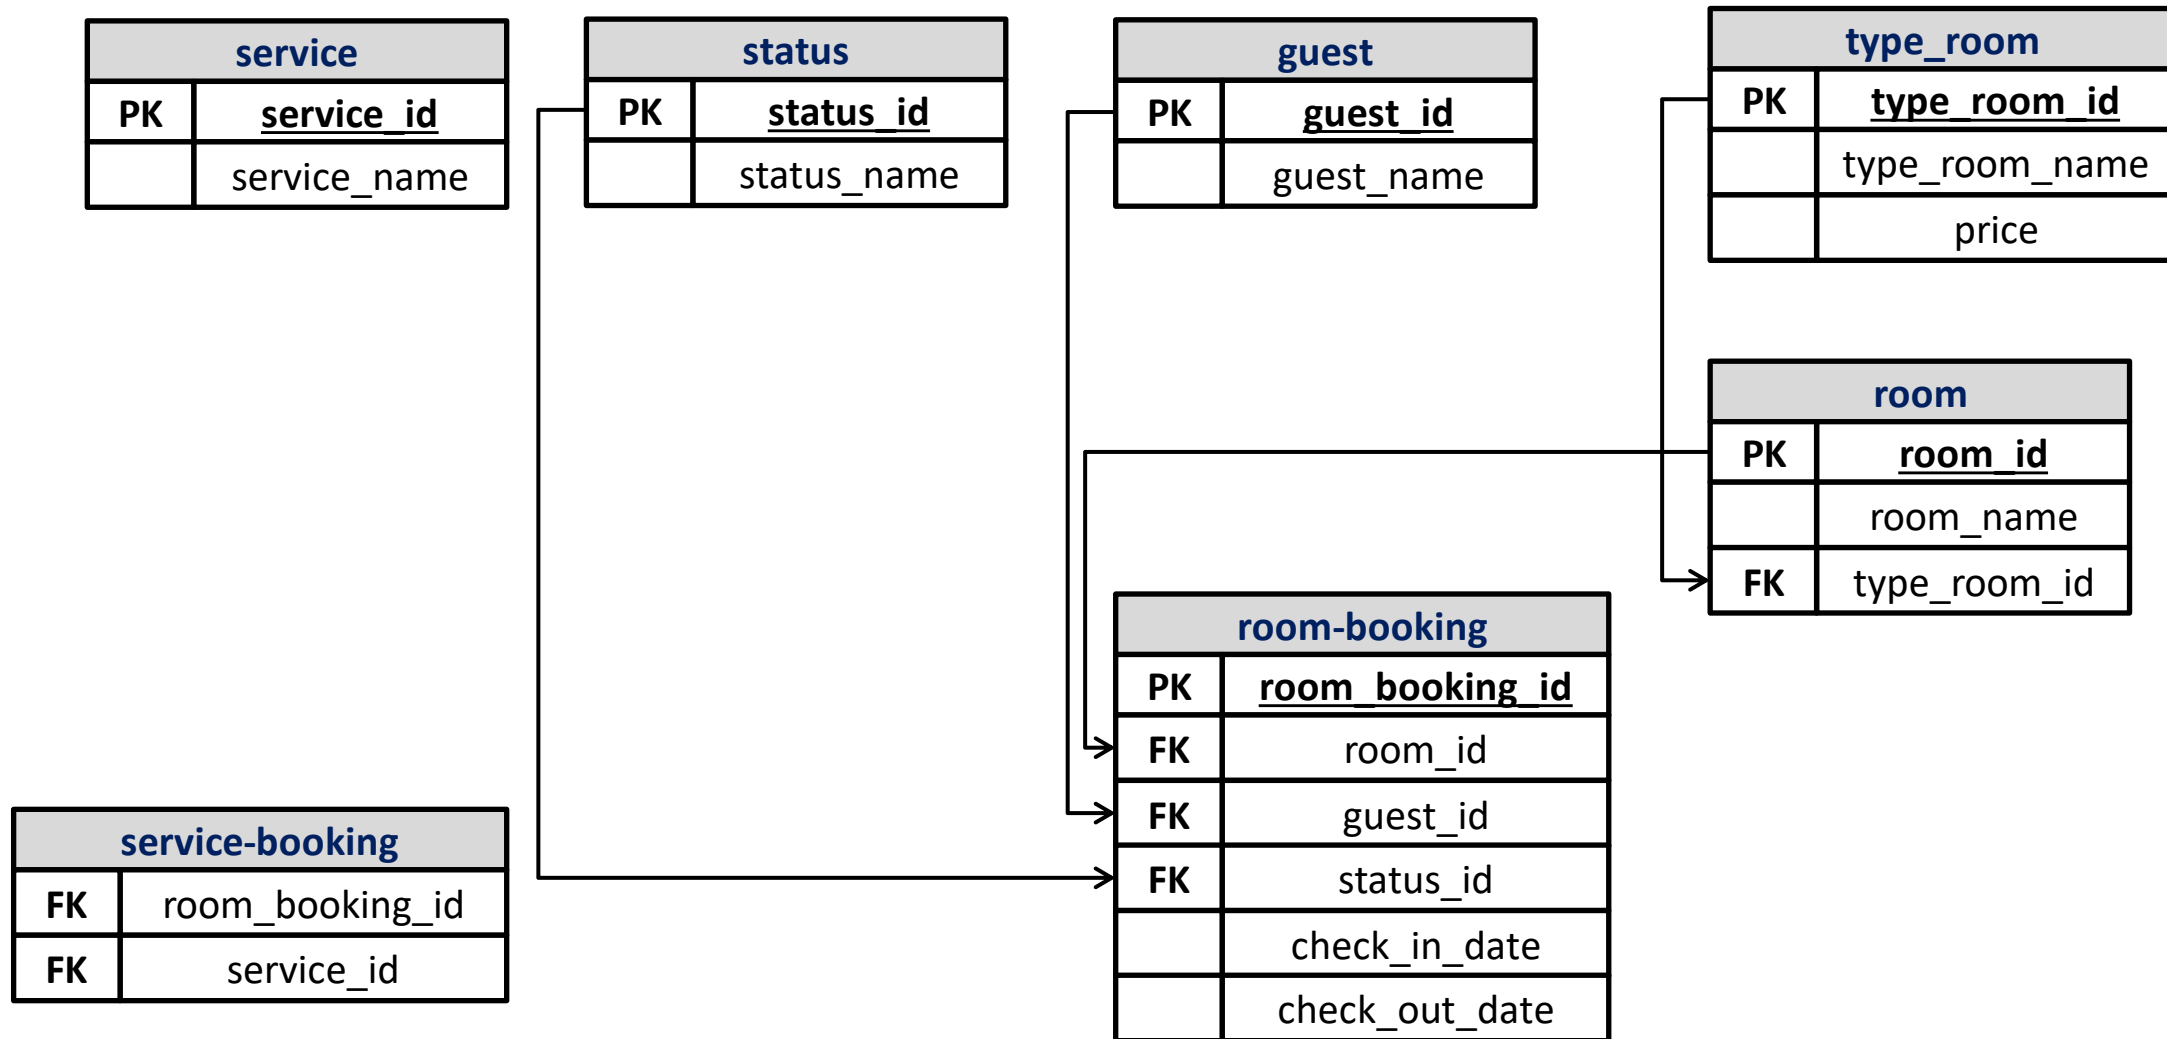 service
PK service_id
service_name
status
PK status_id
status_name
guest
PK guest_id
guest_name
type_room
PK type_room_id
type_room_name
price
room
PK room_id
room_name
FK type_room_id
room-booking
PK room_booking_id
FK room_id
FK guest_id
FK status_id
check_in_date
check_out_date
service-booking
FK room_booking_id
FK service_id